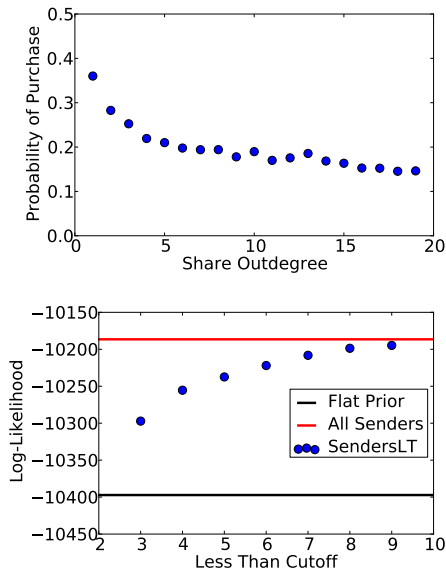 Probability of Purchase
0.5
0.4
0.3
0.2
0.1
0.0
0 5 10 15 20
Share Outdegree
Log-Likelihood
−10150
−10200
−10250
−10300
−10350
−10400
−10450
Flat Prior
All Senders
SendersLT
2 3 4 5 6 7 8 9 10
Less Than Cutoff